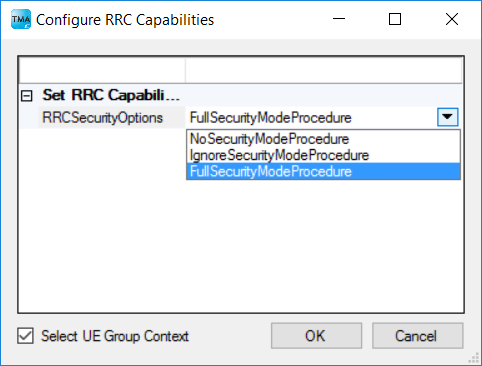 TMA Configure RRC Capabilities
Set RRC Capabili...
RRCSecurityOptions FullSecurityModeProcedure
NoSecurityModeProcedure
IgnoreSecurityModeProcedure
FullSecurityModeProcedure
Select UE Group Context OK Cancel